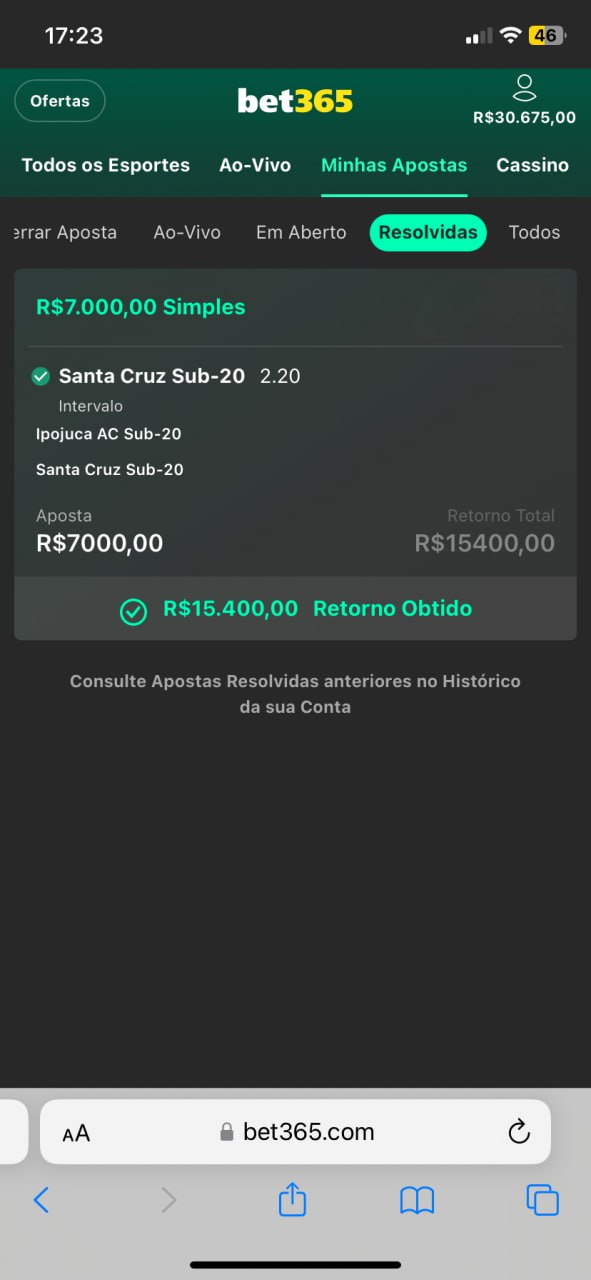 17:23
46
Ofertas
bet365
R$30.675,00
Todos os Esportes Ao-Vivo Minhas Apostas Cassino
errar Aposta Ao-Vivo Em Aberto Resolvidas Todos
R$7.000,00 Simples
Santa Cruz Sub-20 2.20
Intervalo
Ipojuca AC Sub-20
Santa Cruz Sub-20
Aposta Retorno Total
R$7000,00 R$15400,00
R$15.400,00 Retorno Obtido
Consulte Apostas Resolvidas anteriores no Histórico
da sua Conta
AA bet365.com